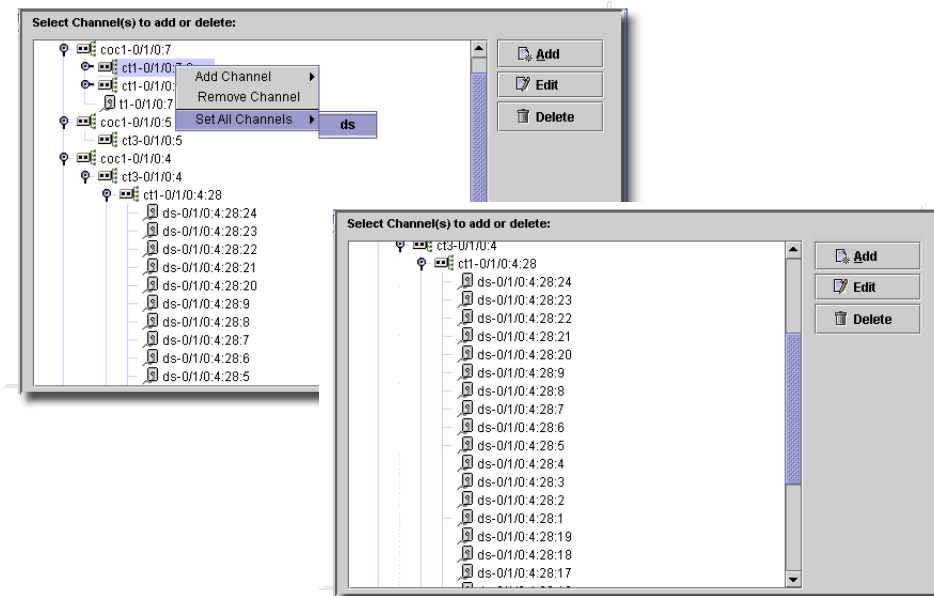 Select Channel(s) to add or delete:
coc1-0/1/0:7
ct1-0/1/0:7
Add Channel
ct1-0/1/0:
Remove Channel
t1-0/1/0:7
Set All Channels
ds
coc1-0/1/0:5
ct3-0/1/0:5
coc1-0/1/0:4
ct3-0/1/0:4
ct1-0/1/0:4:28
ds-0/1/0:4:28:24
ds-0/1/0:4:28:23
ds-0/1/0:4:28:22
ds-0/1/0:4:28:21
ds-0/1/0:4:28:20
ds-0/1/0:4:28:9
ds-0/1/0:4:28:8
ds-0/1/0:4:28:7
ds-0/1/0:4:28:6
ds-0/1/0:4:28:5
Add
Edit
Delete
Select Channel(s) to add or delete:
ct3-0/1/0:4
ct1-0/1/0:4:28
ds-0/1/0:4:28:24
ds-0/1/0:4:28:23
ds-0/1/0:4:28:22
ds-0/1/0:4:28:21
ds-0/1/0:4:28:20
ds-0/1/0:4:28:9
ds-0/1/0:4:28:8
ds-0/1/0:4:28:7
ds-0/1/0:4:28:6
ds-0/1/0:4:28:5
ds-0/1/0:4:28:4
ds-0/1/0:4:28:3
ds-0/1/0:4:28:2
ds-0/1/0:4:28:1
ds-0/1/0:4:28:19
ds-0/1/0:4:28:18
ds-0/1/0:4:28:17
Add
Edit
Delete